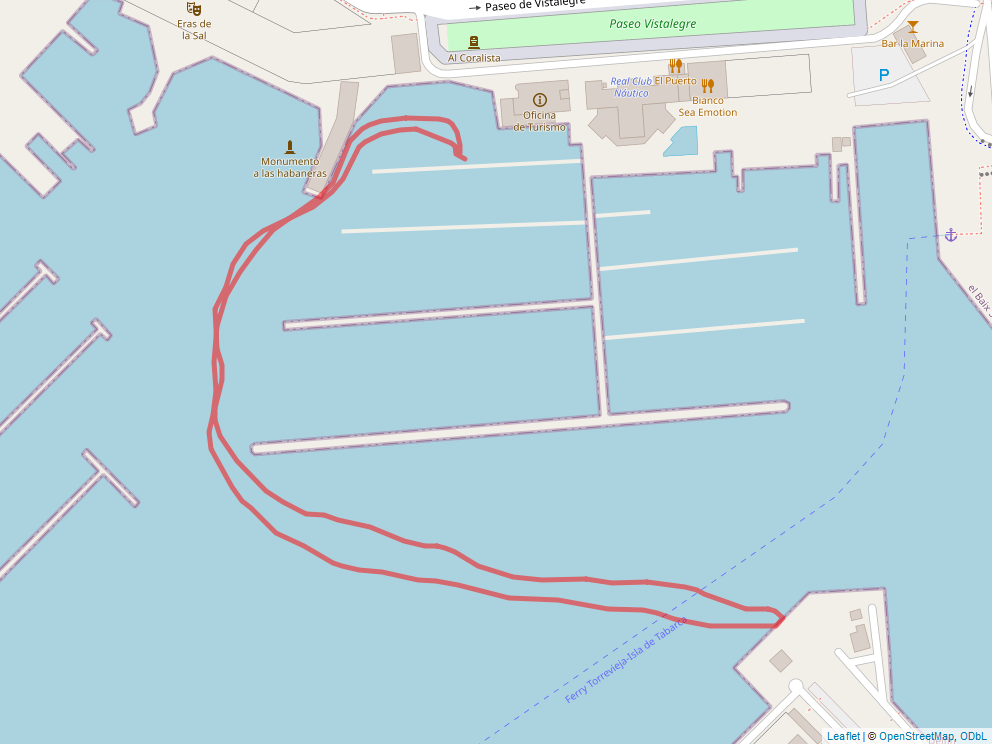 → Paseo de Vistalegre
Eras de
la Sal
Paseo Vistalegre
Al Coralista
Bar la Marina
P
Real Club
Náutico
El Puerto
Bianco
Sea Emotion
Oficina
de Turismo
Monumento
a las habaneras
el Baix S
Ferry Torrevieja-Isla de Tabarca
Leaflet | © OpenStreetMap, ODbL